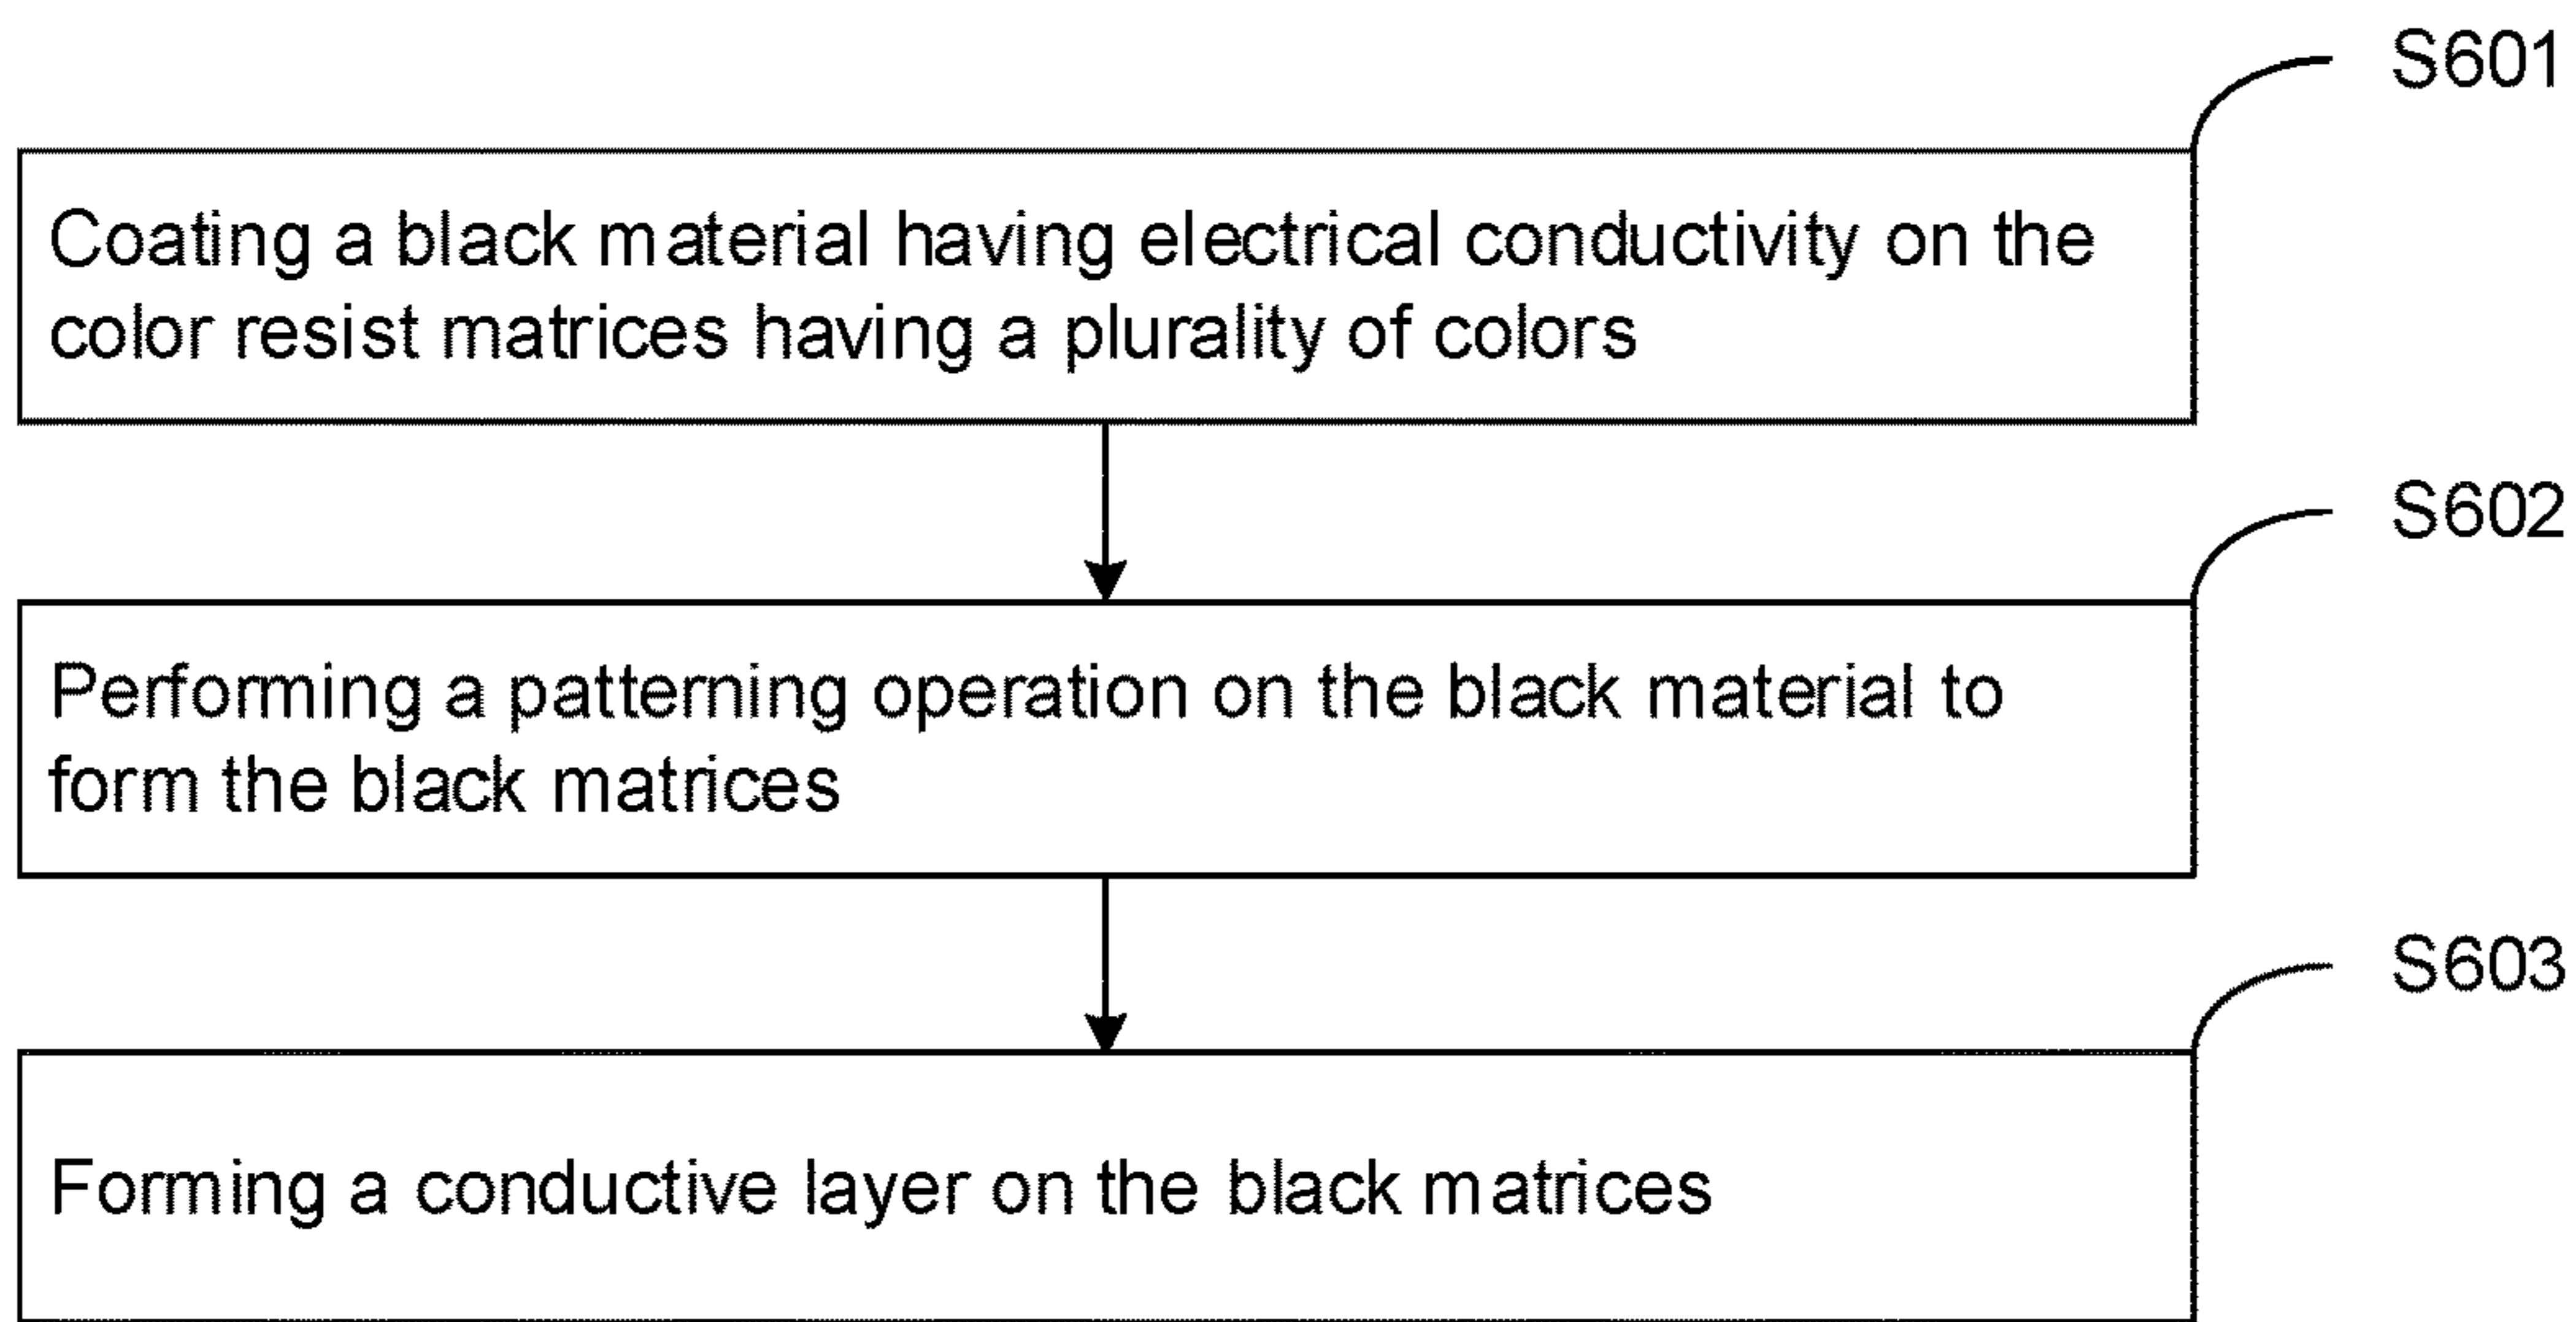 S601
Coating a black material having electrical conductivity on the
color resist matrices having a plurality of colors
S602
Performing a patterning operation on the black material to
form the black matrices
S603
Forming a conductive layer on the black matrices